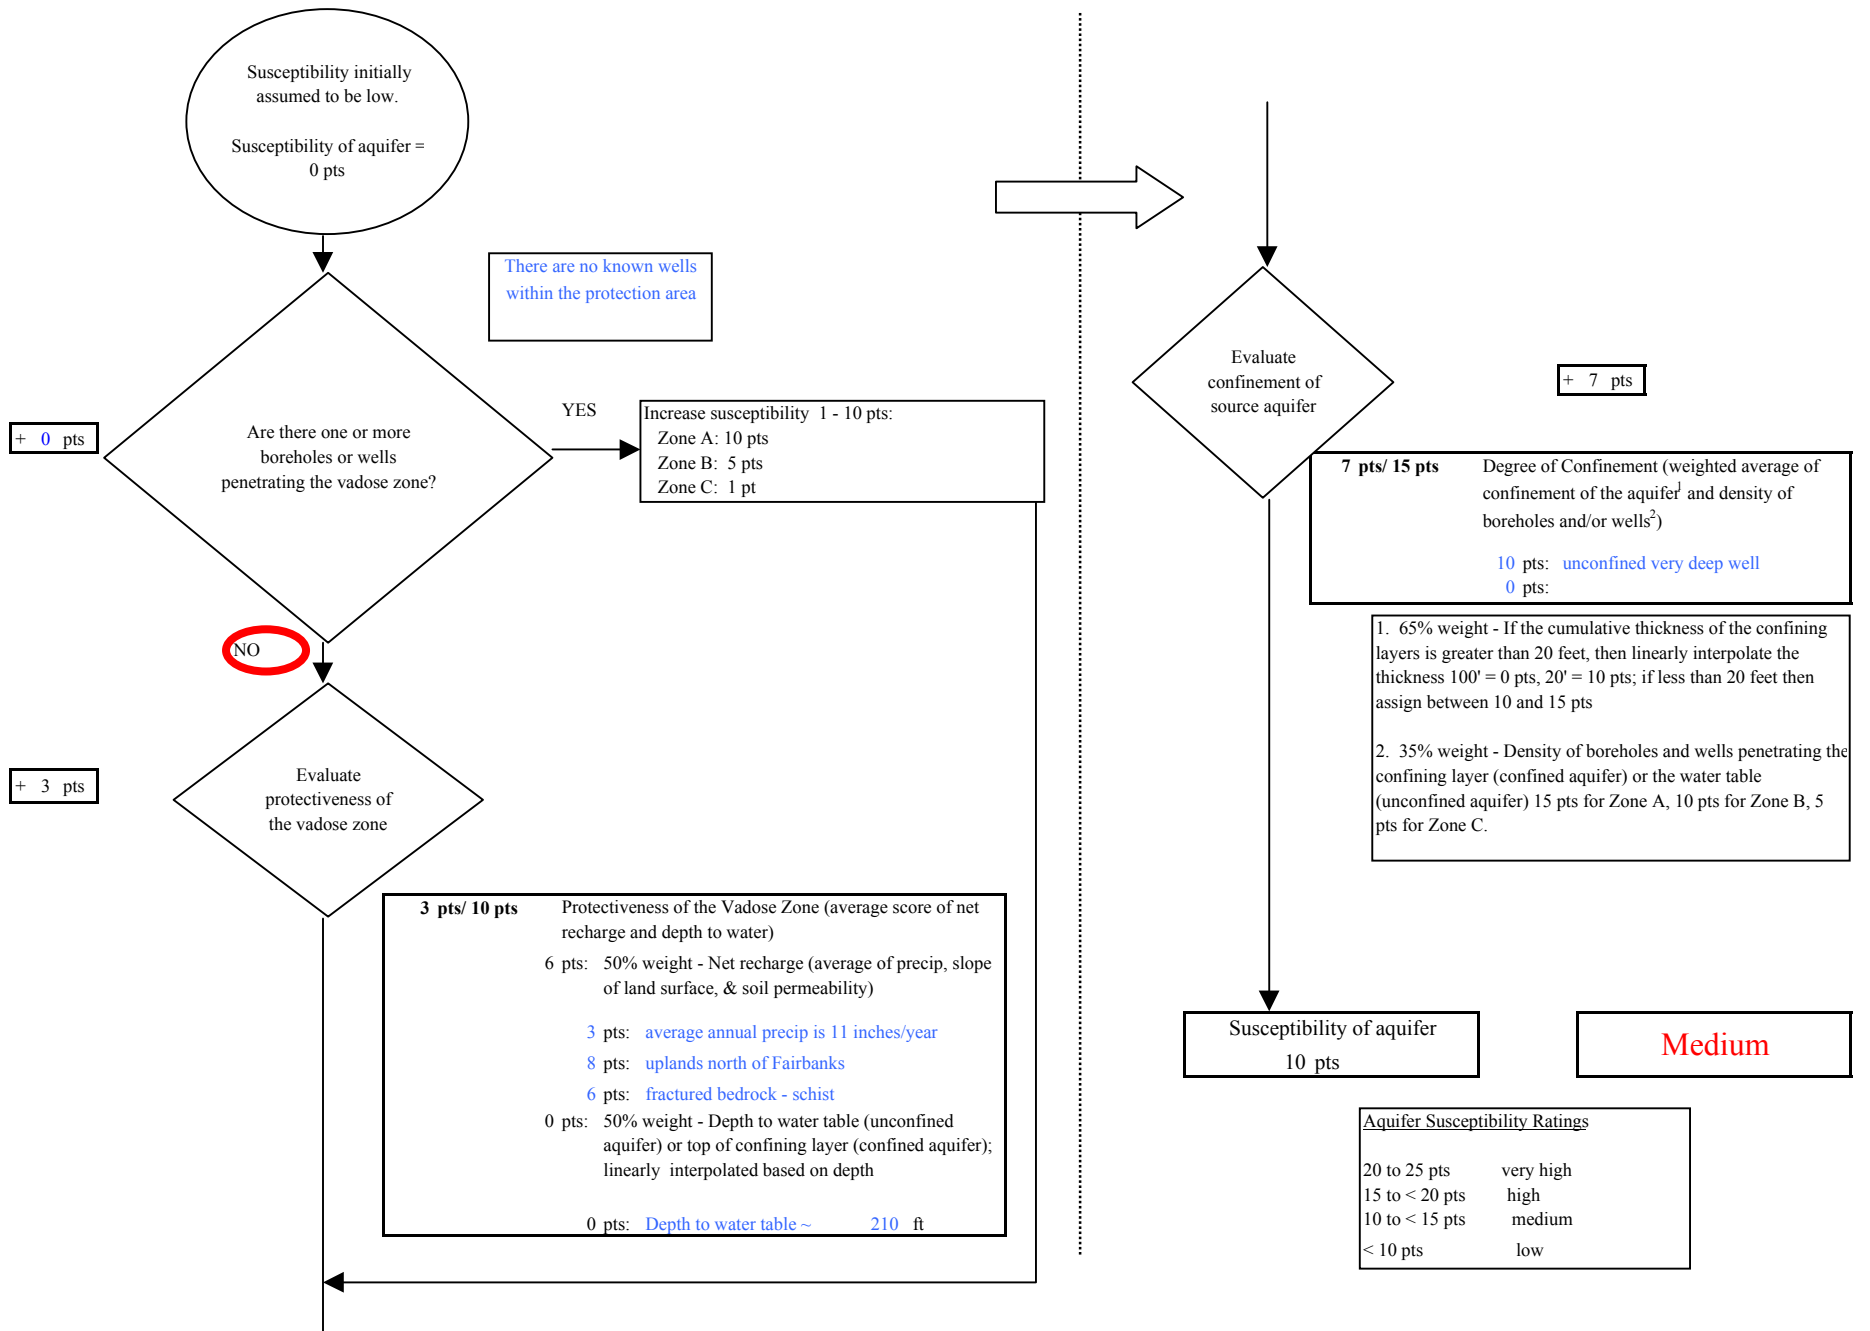 Susceptibility initially
assumed to be low.
Susceptibility of aquifer =
0 pts
There are no known wells
within the protection area
+ 0 pts
Are there one or more
boreholes or wells
penetrating the vadose zone?
YES
Increase susceptibility 1 - 10 pts:
Zone A: 10 pts
Zone B: 5 pts
Zone C: 1 pt
NO
+ 3 pts
Evaluate
protectiveness of
the vadose zone
3 pts/ 10 pts Protectiveness of the Vadose Zone (average score of net
recharge and depth to water)
6 pts: 50% weight - Net recharge (average of precip, slope
of land surface, & soil permeability)
3 pts: average annual precip is 11 inches/year
8 pts: uplands north of Fairbanks
6 pts: fractured bedrock - schist
0 pts: 50% weight - Depth to water table (unconfined
aquifer) or top of confining layer (confined aquifer);
linearly interpolated based on depth
0 pts: Depth to water table ~ 210 ft
Evaluate
confinement of
source aquifer
+ 7 pts
7 pts/ 15 pts Degree of Confinement (weighted average of
confinement of the aquifer1 and density of
boreholes and/or wells2)
10 pts: unconfined very deep well
0 pts:
1. 65% weight - If the cumulative thickness of the confining
layers is greater than 20 feet, then linearly interpolate the
thickness 100' = 0 pts, 20' = 10 pts; if less than 20 feet then
assign between 10 and 15 pts
2. 35% weight - Density of boreholes and wells penetrating the
confining layer (confined aquifer) or the water table
(unconfined aquifer) 15 pts for Zone A, 10 pts for Zone B, 5
pts for Zone C.
Susceptibility of aquifer
10 pts
Medium
Aquifer Susceptibility Ratings
20 to 25 pts very high
15 to < 20 pts high
10 to < 15 pts medium
< 10 pts low